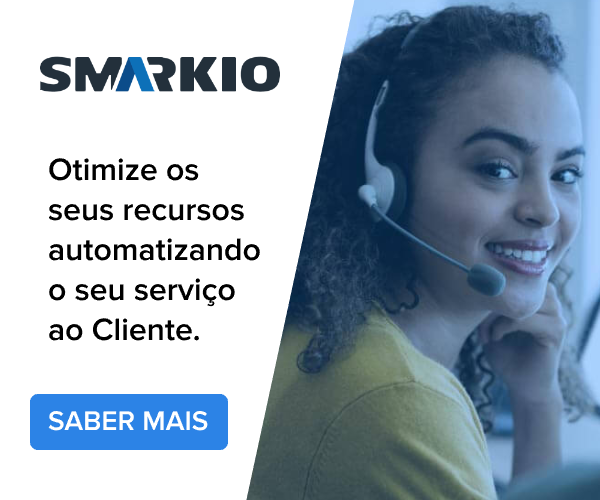 SMARKIO
Otimize os
seus recursos
automatizando
o seu serviço
ao Cliente.
SABER MAIS